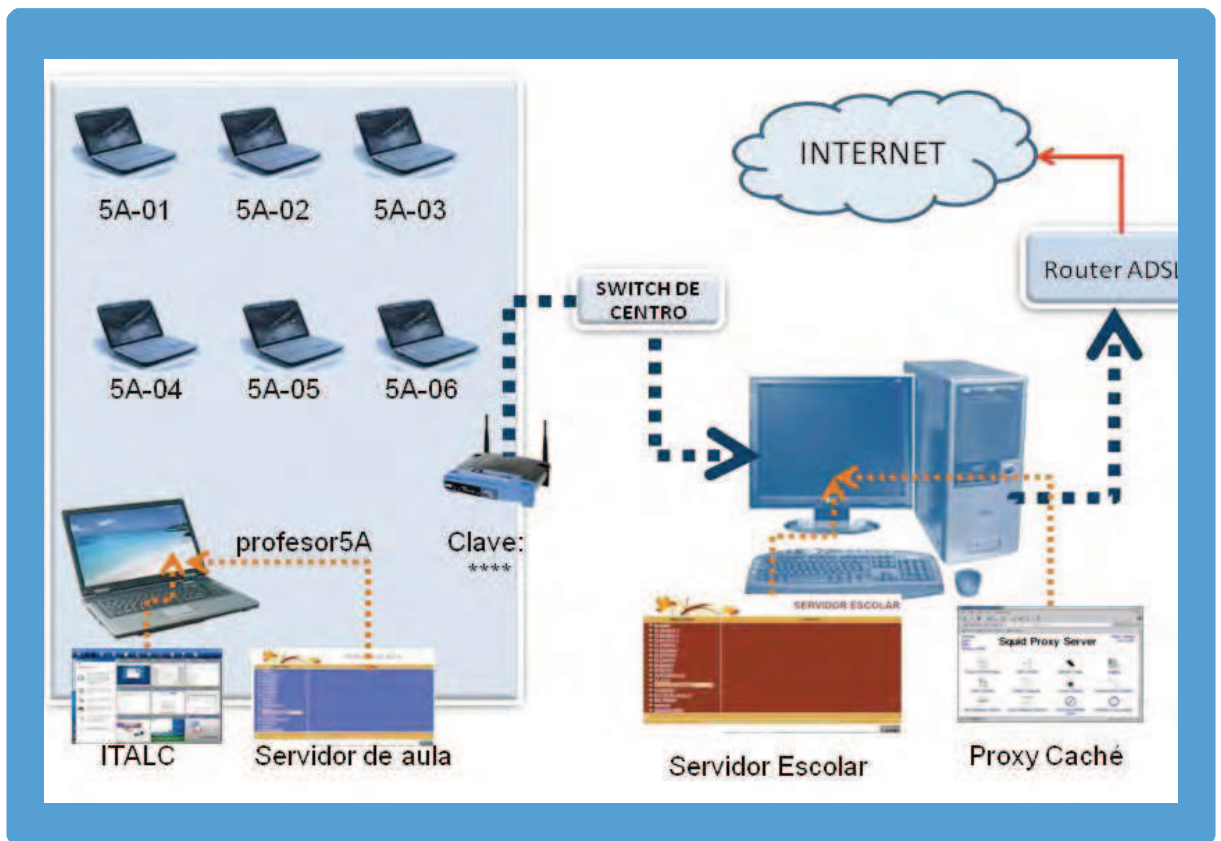 5A-01
5A-02
5A-03
INTERNET
Router ADSL
SWITCH DE
CENTRO
5A-04
5A-05
5A-06
profesor5A
Clave:
****
SERVIDOR ESCOLAR
Squid Proxy Server
ITALC
Servidor de aula
Servidor Escolar
Proxy Caché